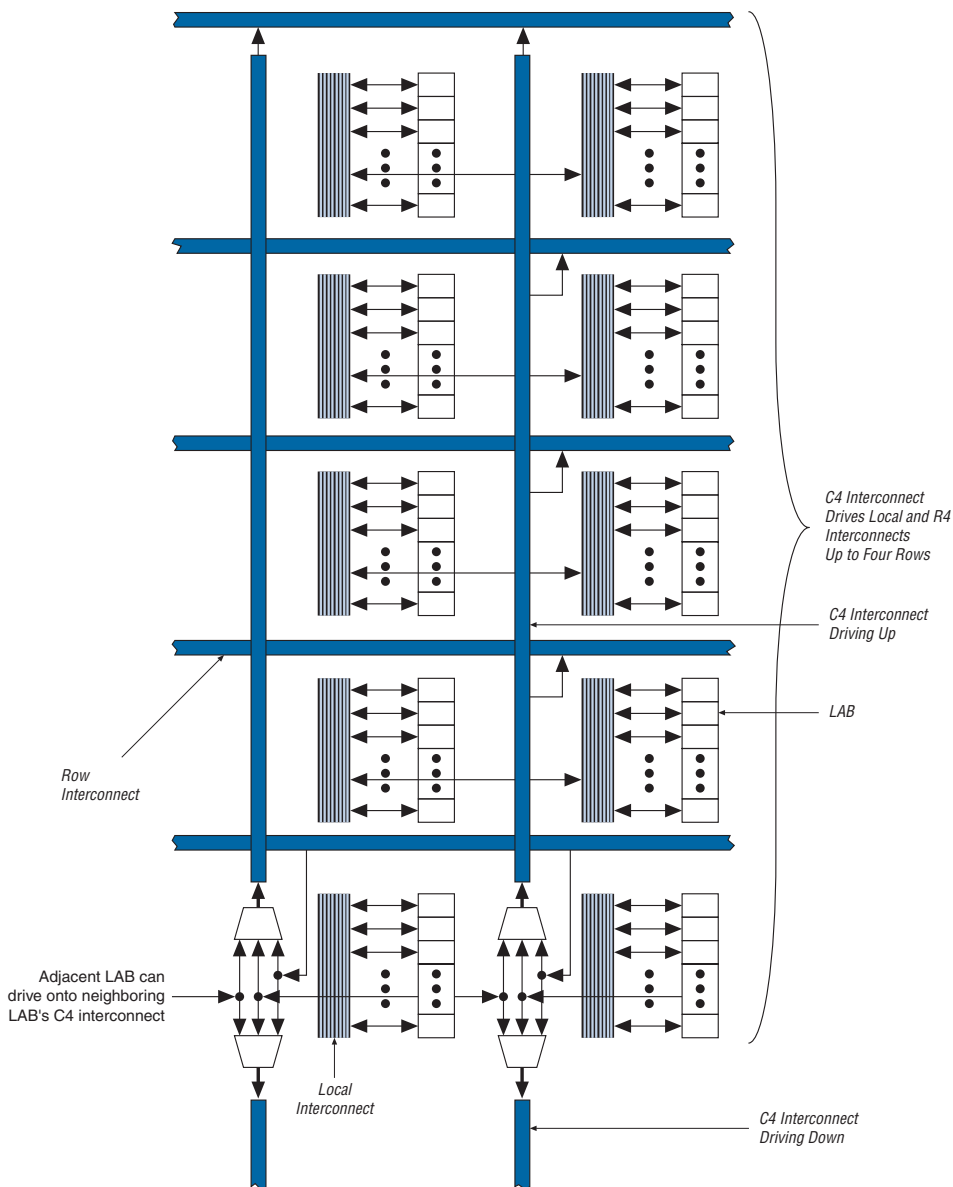 C4 Interconnect
Drives Local and R4
Interconnects
Up to Four Rows
C4 Interconnect
Driving Up
LAB
Row
Interconnect
Adjacent LAB can
drive onto neighboring
LAB's C4 interconnect
Local
Interconnect
C4 Interconnect
Driving Down